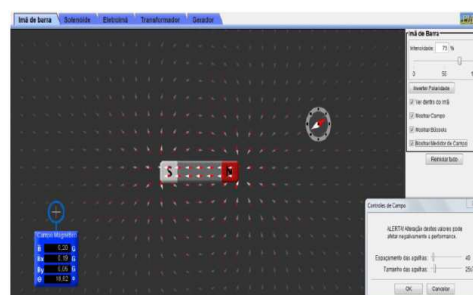 Imã de barra Solenóide Eletroímã Transformador Gerador
Imã de Barra
Intensidade: 75 %
0 50
Inverter Polaridade
Ver dentro do imã
Mostrar Campo
Mostrar Bússola
Mostrar Medidor de Campo
Reiniciar tudo
S N
Campo Magnético
B 0,20 G
Bx 0,19 G
By 0,06 G
Controles de Campo
ALERTA! Alteração destes valores pode
afetar negativamente a performance.
Espaçamento das agulhas: 40
Tamanho das agulhas:
OK Cancelar